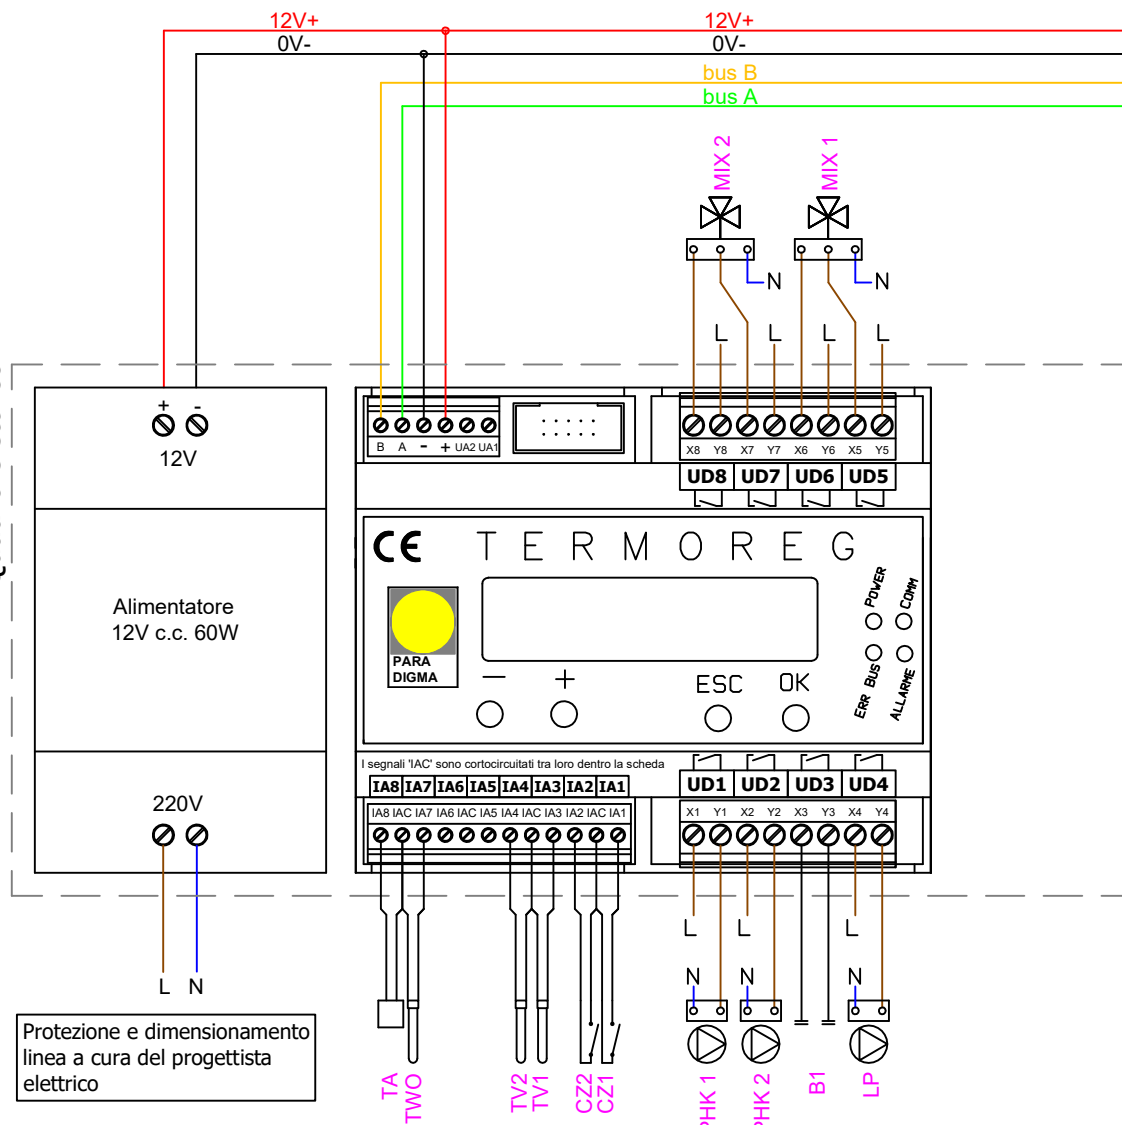 12V+
12V+
0V-
0V-
bus B
bus A
MIX 2
MIX 1
N
N
L
L
L
L
+ -
12V
B A - + UA2 UA1
X8 Y8 X7 Y7 X6 Y6 X5 Y5
UD8 UD7 UD6 UD5
CE
TERMOREG
POWER
COMM
Alimentatore
12V c.c. 60W
PARA
DIGMA
-
+
ESC
OK
ERR BUS
ALLARME
I segnali 'IAC' sono cortocircuitati tra loro dentro la scheda
IA8 IA7 IA6 IA5 IA4 IA3 IA2 IA1
UD1 UD2 UD3 UD4
220V
IA8 IAC IA7 IA6 IAC IA5 IA4 IAC IA3 IA2 IAC IA1
X1 Y1 X2 Y2 X3 Y3 X4 Y4
L
L
L
N
N
N
L N
Protezione e dimensionamento
linea a cura del progettista
elettrico
TA
TWO
TV2
TV1
CZ2
CZ1
PHK 1
PHK 2
B1
LP